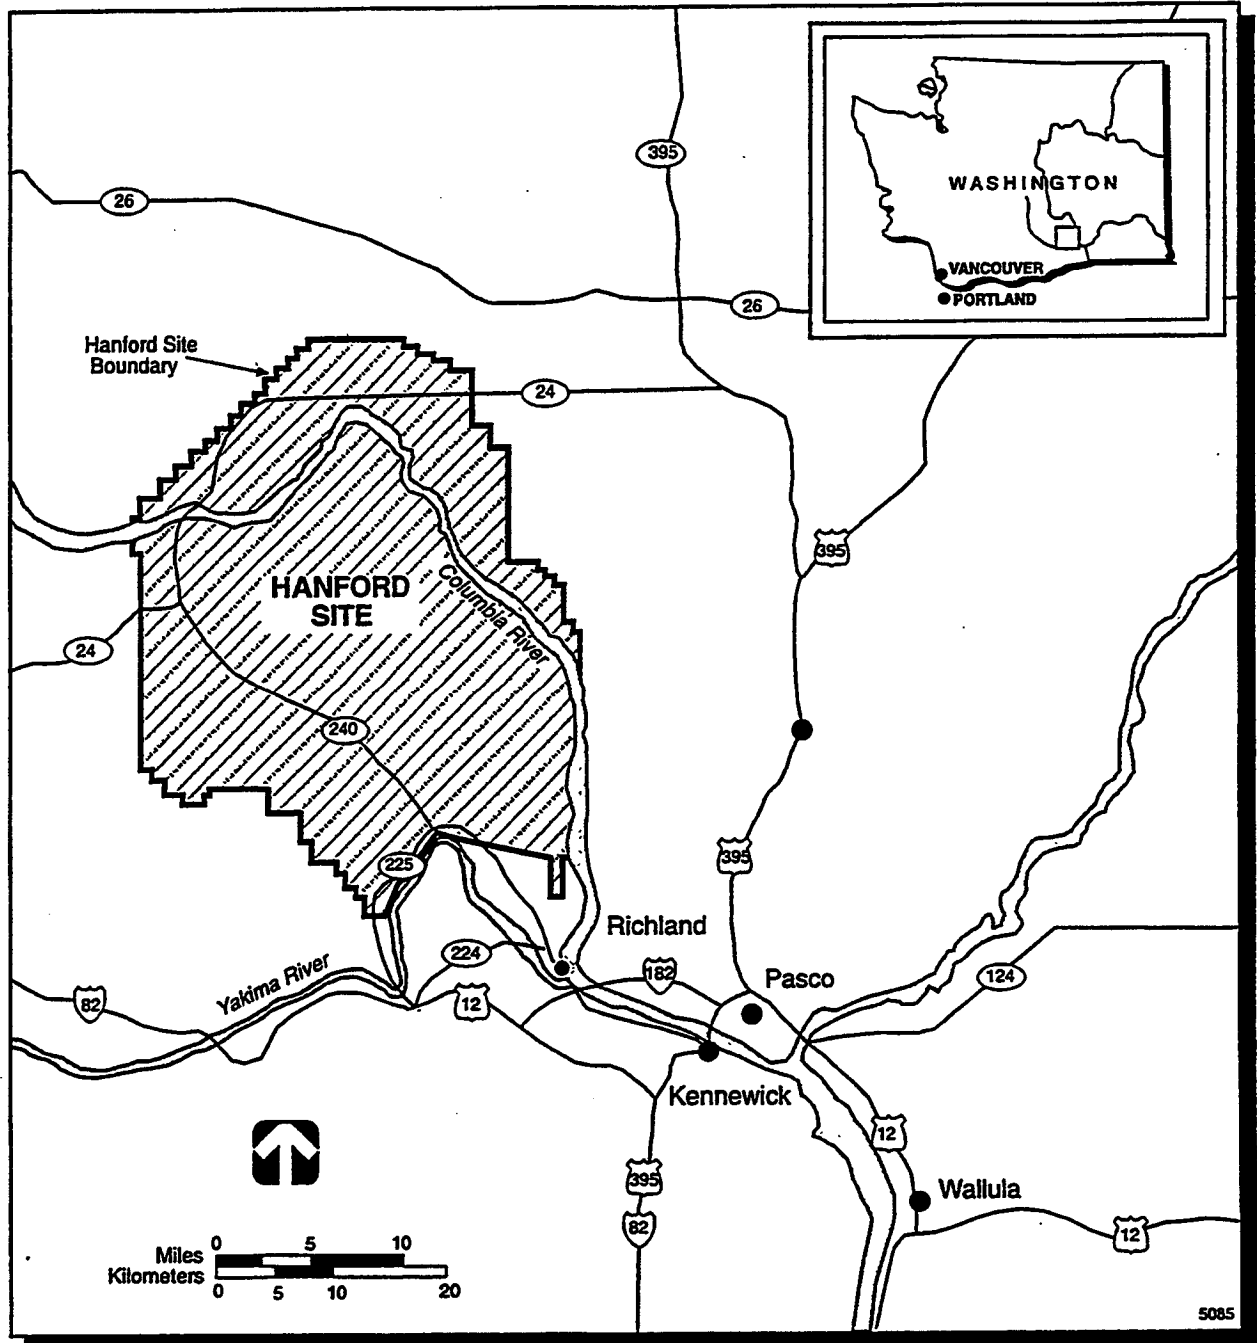 395
26
WASHINGTON
VANCOUVER
PORTLAND
26
Hanford Site
Boundary
24
395
HANFORD
SITE
Columbia River
24
240
395
225
Richland
224
182
Pasco
124
Yakima River
82
12
Kennewick
12
395
Wallula
82
12
Miles 0 5 10
Kilometers
0 5 10 20
5085